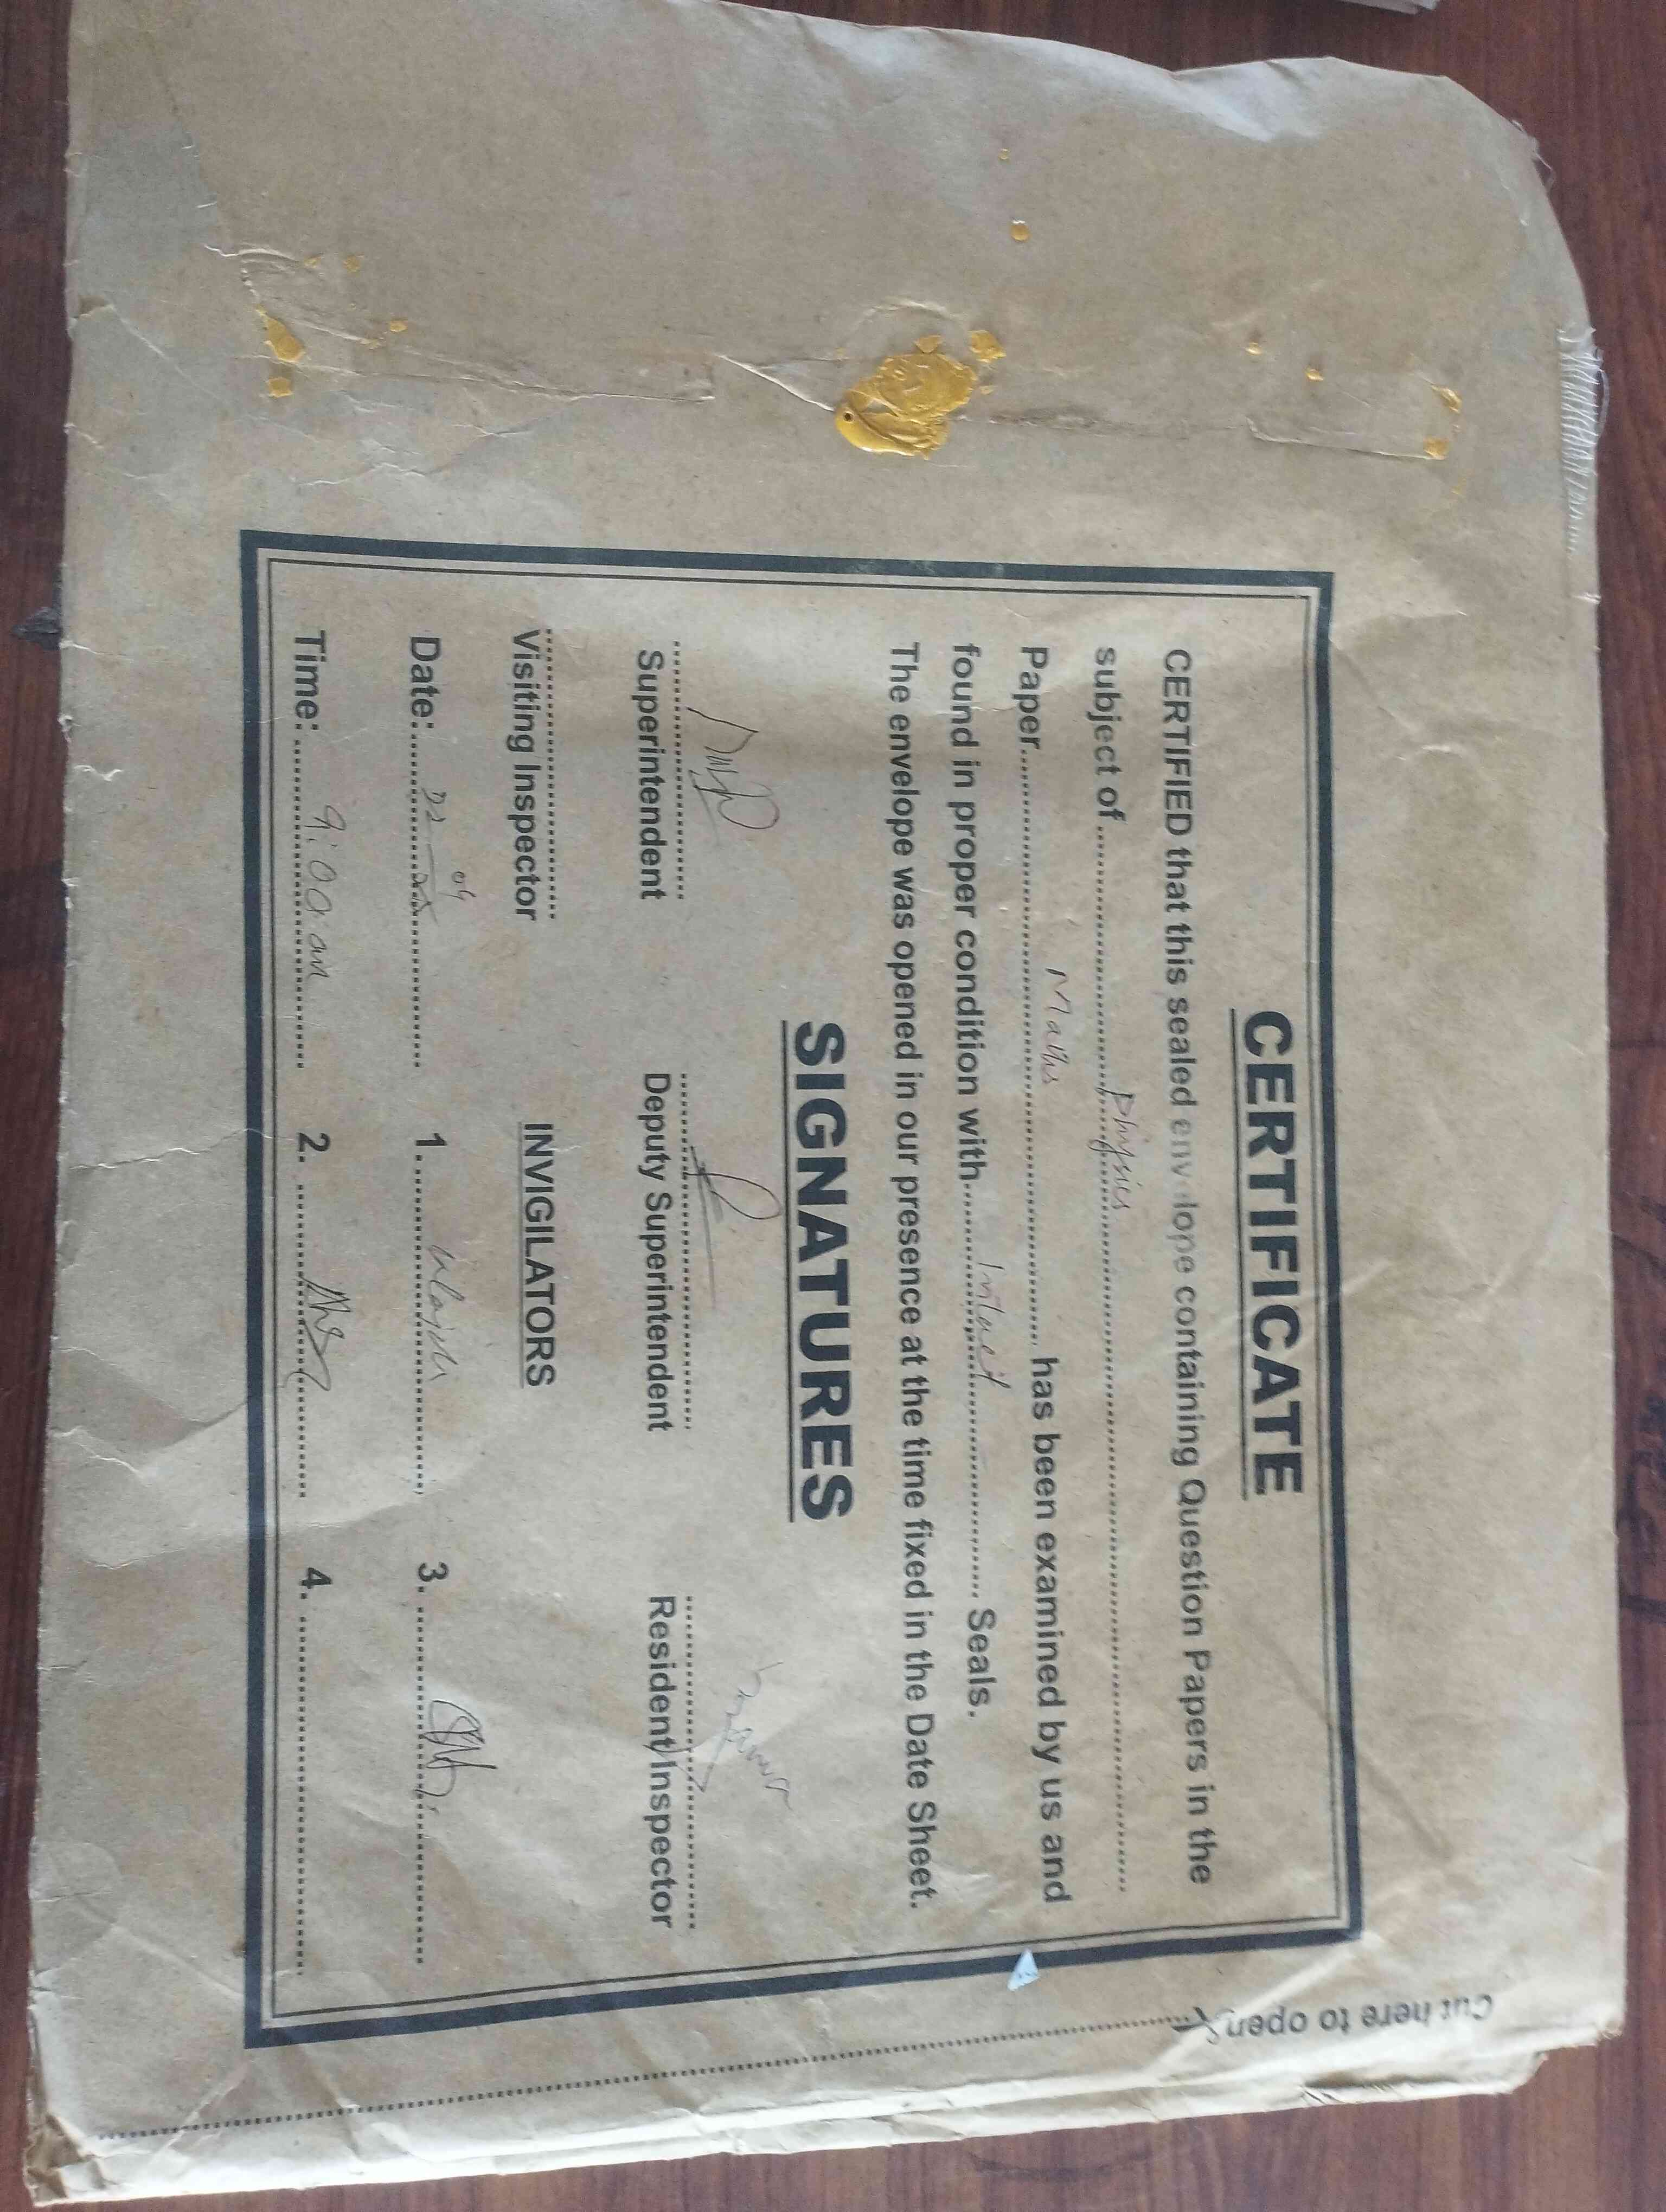 CERTIFICATE
CERTIFIED that this sealed envelope containing Question Papers in the
subject of.......... Physics ..........
Paper.......... Maths .......... has been examined by us and
found in proper condition with.......... Intact .......... Seals.
The envelope was opened in our presence at the time fixed in the Date Sheet.
SIGNATURES
Superintendent Deputy Superintendent Resident Inspector
Visiting Inspector INVIGILATORS
Date: .......... 1. .......... 3. ..........
Time: .......... 9:00 am .......... 2. .......... 4. ..........
Cut here to open